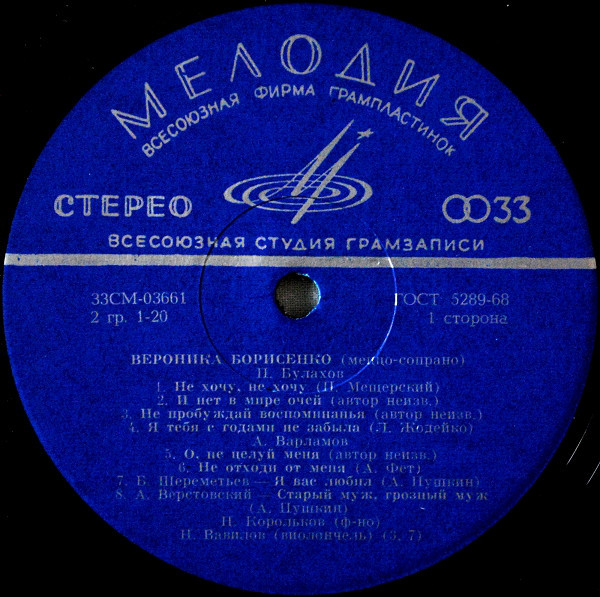 МЕЛОДИЯ
ВСЕСОЮЗНАЯ ФИРМА ГРАМПЛАСТИНОК
СТЕРЕО 33
ВСЕСОЮЗНАЯ СТУДИЯ ГРАМЗАПИСИ
33СМ-03661 ГОСТ 5289-68
2 гр. 1-20 1 сторона
ВЕРОНИКА БОРИСЕНКО (меццо-сопрано)
П. Булахов
1. Не хочу, не хочу (П. Мещерский)
2. И нет в мире очей (автор неизв.)
3. Не пробуждай воспоминанья (автор неизв.)
4. Я тебя с годами не забыла (Л. Жодейко)
А. Варламов
5. О, не целуй меня (автор неизв.)
6. Не отходи от меня (А. Фет)
7. Б. Шереметьев — Я вас любил (А. Пушкин)
8. А. Верстовский — Старый муж, грозный муж
(А. Пушкин)
Н. Корольков (ф-но)
Н. Вавилов (виолончель) (3, 7)